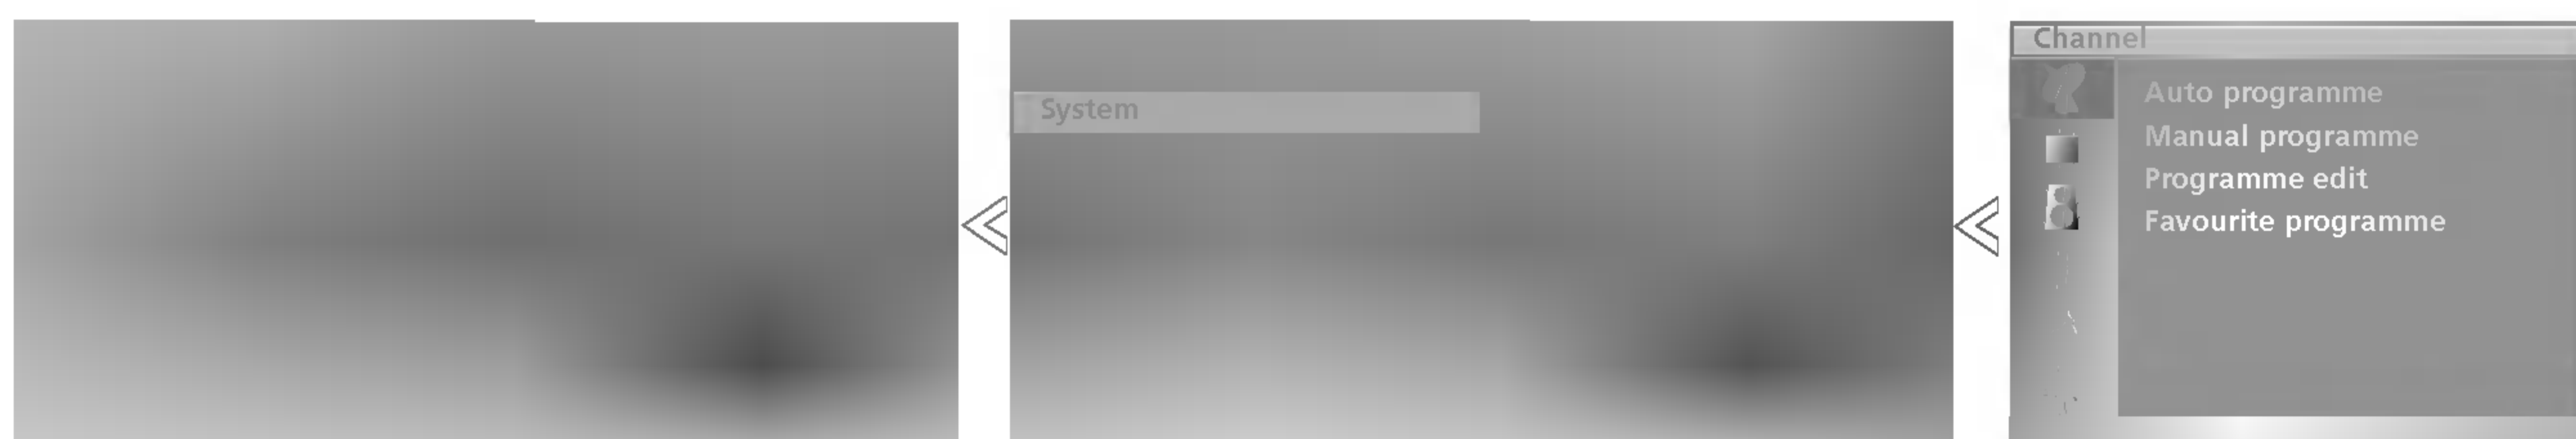 System
Channel
Auto programme
Manual programme
Programme edit
Favourite programme